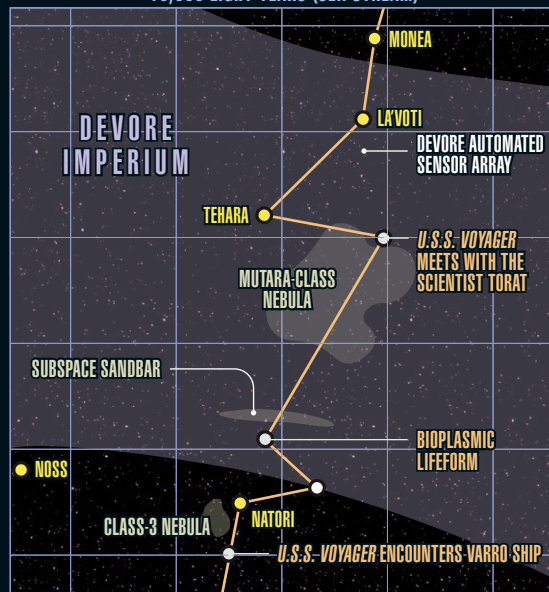 MONEA
LA'VOTI
DEVORE
IMPERIUM
DEVORE AUTOMATED
SENSOR ARRAY
TEHARA
U.S.S. VOYAGER
MEETS WITH THE
SCIENTIST TORAT
MUTARA-CLASS
NEBULA
SUBSPACE SANDBAR
BIOPLASMIC
LIFEFORM
NOSS
NATORI
CLASS-3 NEBULA
U.S.S. VOYAGER ENCOUNTERS VARRO SHIP